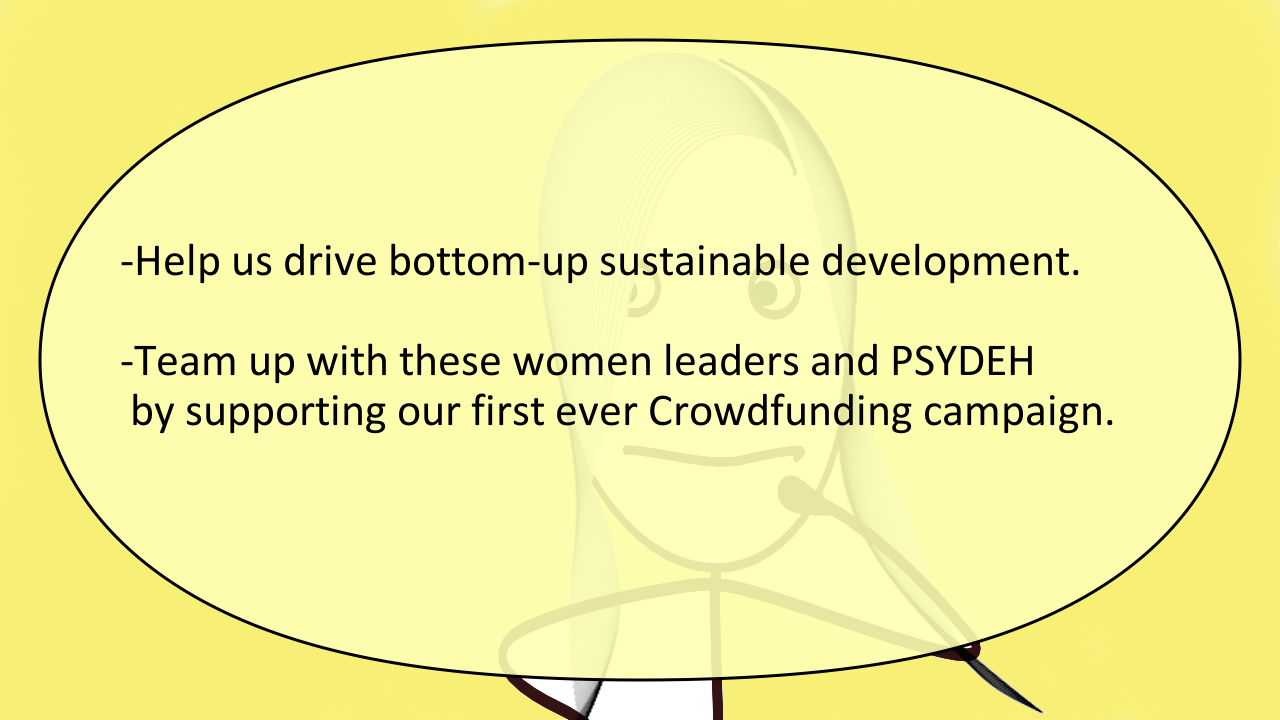 -Help us drive bottom-up sustainable development.
-Team up with these women leaders and PSYDEH
by supporting our first ever Crowdfunding campaign.